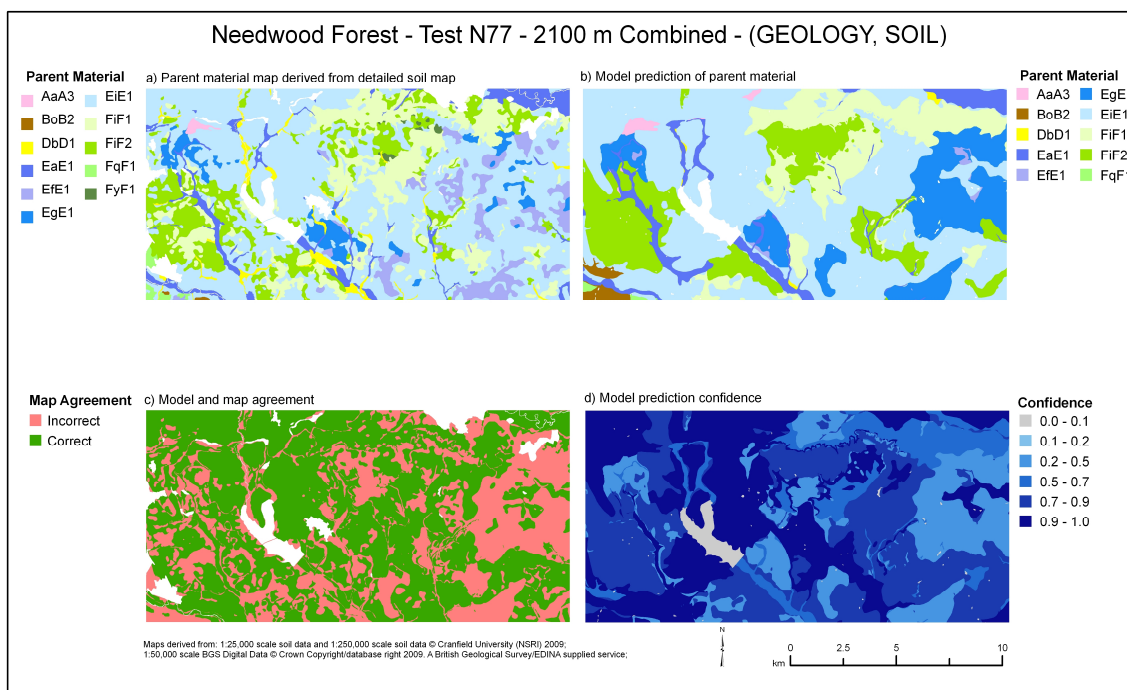 Needwood Forest - Test N77 - 2100 m Combined - (GEOLOGY, SOIL)
Parent Material
AaA3
EiE1
BoB2
FiF1
DbD1
FiF2
EaE1
FqF1
EfE1
FyF1
EgE1
a) Parent material map derived from detailed soil map
b) Model prediction of parent material
Parent Material
AaA3
EgE
BoB2
EiE1
DbD1
FiF1
EaE1
FiF2
EfE1
FqF
Map Agreement
Incorrect
Correct
c) Model and map agreement
d) Model prediction confidence
Confidence
0.0 - 0.1
0.1 - 0.2
0.2 - 0.5
0.5 - 0.7
0.7 - 0.9
0.9 - 1.0
Maps derived from: 1:25,000 scale soil data and 1:250,000 scale soil data © Cranfield University (NSRI) 2009;
1:50,000 scale BGS Digital Data © Crown Copyright/database right 2009. A British Geological Survey/EDINA supplied service;
N
0 2.5 5 10
km